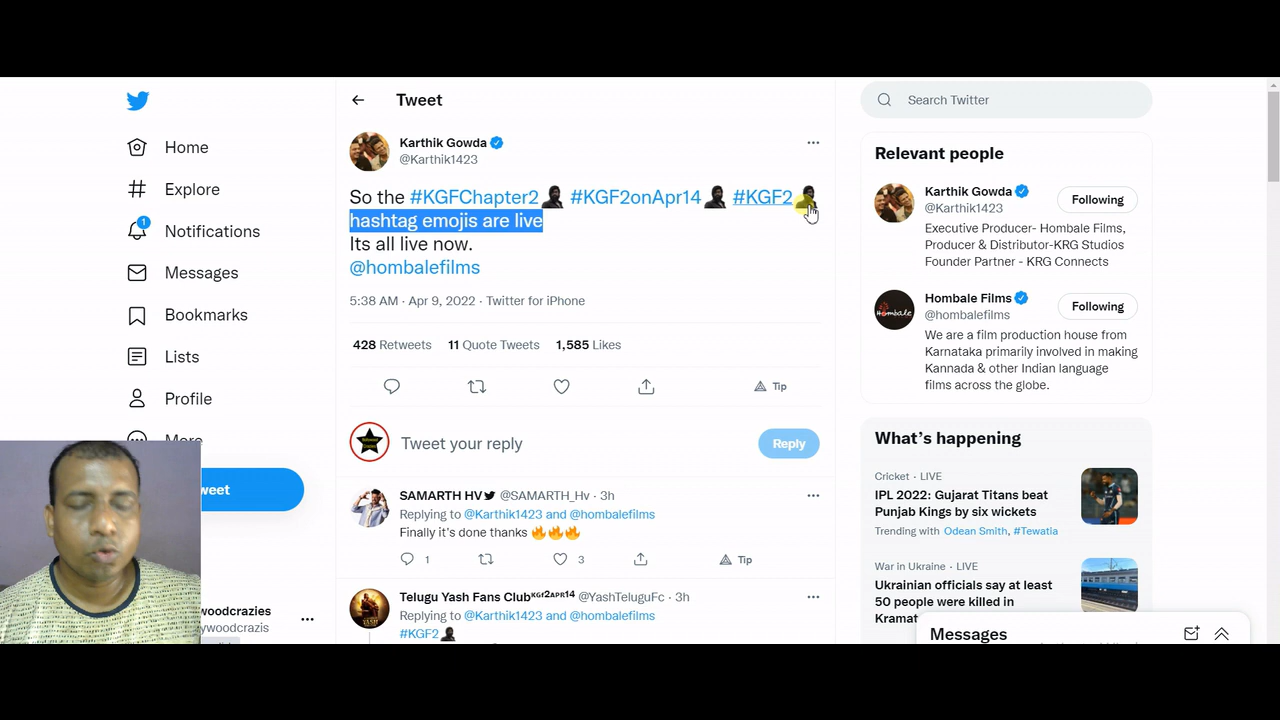 Home
Explore
1
Notifications
Messages
Bookmarks
Lists
Profile
More
weet
woodcrazies
ywoodcrazis
Tweet
Karthik Gowda
@Karthik1423
So the #KGFChapter2 #KGF2onApr14 #KGF2
hashtag emojis are live
Its all live now.
@hombalefilms
5:38 AM · Apr 9, 2022 · Twitter for iPhone
428 Retweets 11 Quote Tweets 1,585 Likes
Tip
Tweet your reply
Reply
SAMARTH HV @SAMARTH_Hv · 3h
Replying to @Karthik1423 and @hombalefilms
Finally it's done thanks 🔥🔥🔥
1 3 Tip
Telugu Yash Fans Clubᴷᴳᶠ²ᴬᴾᴿ¹⁴ @YashTeluguFc · 3h
Replying to @Karthik1423 and @hombalefilms
#KGF2
Search Twitter
Relevant people
Karthik Gowda
@Karthik1423
Following
Executive Producer- Hombale Films,
Producer & Distributor-KRG Studios
Founder Partner - KRG Connects
Hombale Films
@hombalefilms
Following
We are a film production house from
Karnataka primarily involved in making
Kannada & other Indian language
films across the globe.
What's happening
Cricket · LIVE
IPL 2022: Gujarat Titans beat
Punjab Kings by six wickets
Trending with Odean Smith, #Tewatia
War in Ukraine · LIVE
Ukrainian officials say at least
50 people were killed in
Kramat
Messages